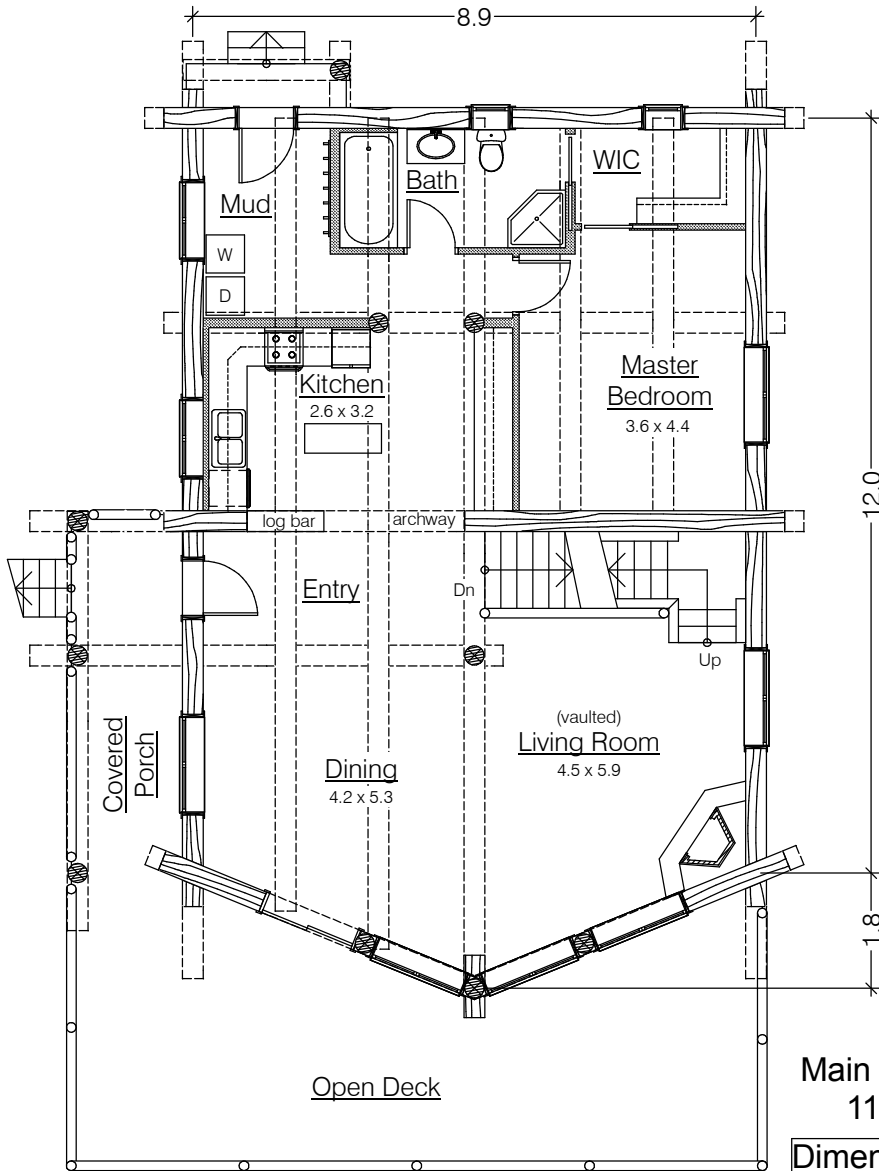 8.9
WIC
Bath
Mud
W
D
Master
Bedroom
3.6 x 4.4
Kitchen
2.6 x 3.2
12.0
log bar
archway
Entry
Dn
Up
(vaulted)
Living Room
4.5 x 5.9
Covered
Porch
Dining
4.2 x 5.3
1.8
Open Deck
Main
11
Dimen